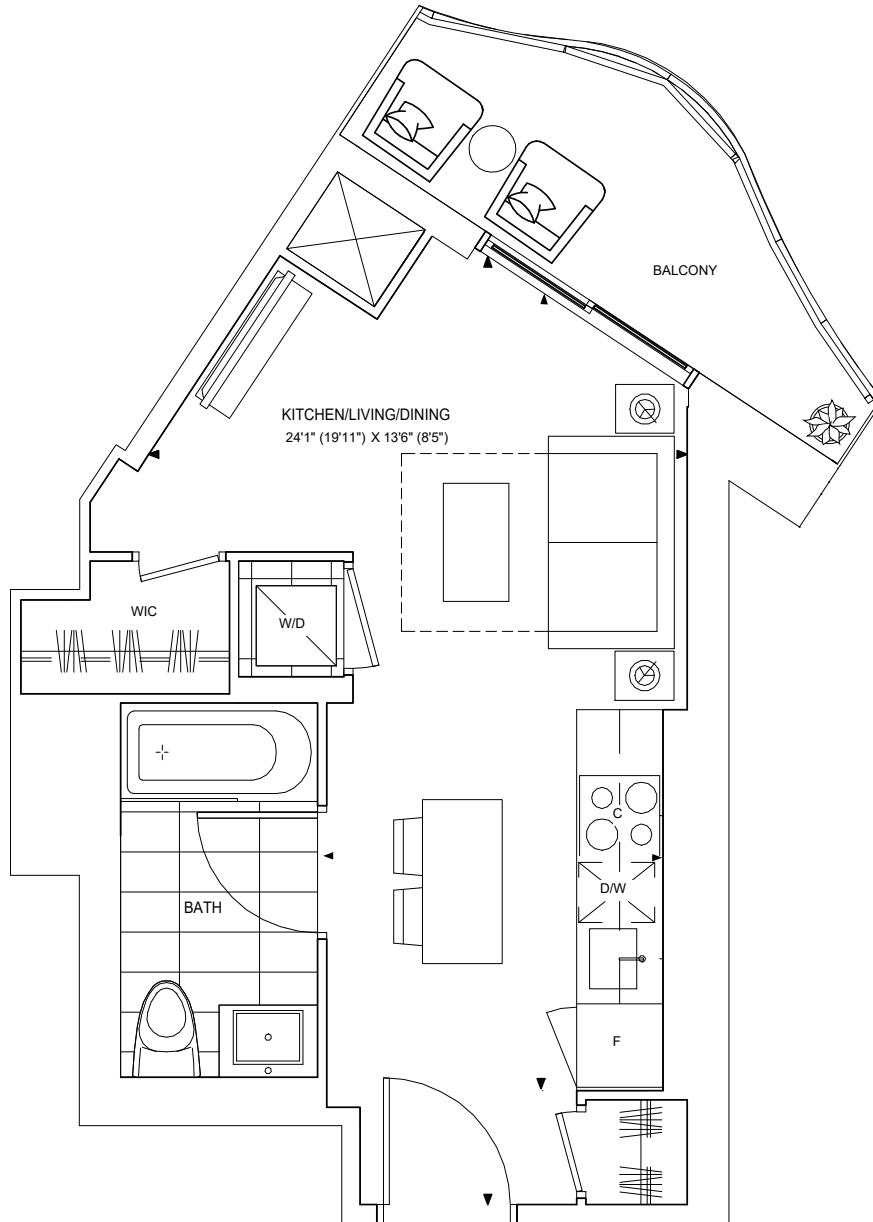 BALCONY
KITCHEN/LIVING/DINING
24'1" (19'11") X 13'6" (8'5")
WIC
W/D
C
D/W
BATH
F